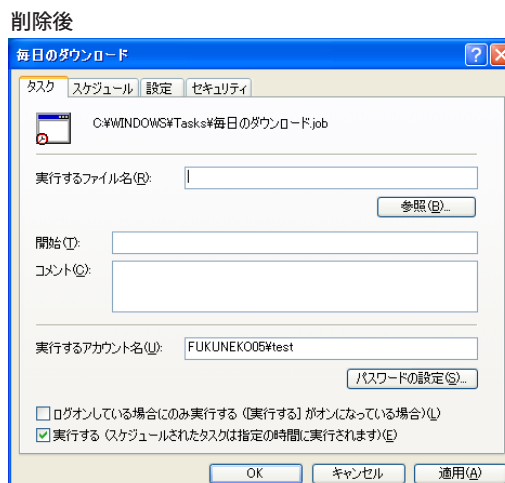 削除後
毎日のダウンロード
タスク スケジュール 設定 セキュリティ
C:¥WINDOWS¥Tasks¥毎日のダウンロード.job
実行するファイル名(R):
参照(B)...
開始(T):
コメント(C):
実行するアカウント名(U): FUKUNEKO05¥test
パスワードの設定(S)...
ログオンしている場合にのみ実行する ([実行する] がオンになっている場合)(L)
実行する (スケジュールされたタスクは指定の時間に実行されます)(E)
OK キャンセル 適用(A)